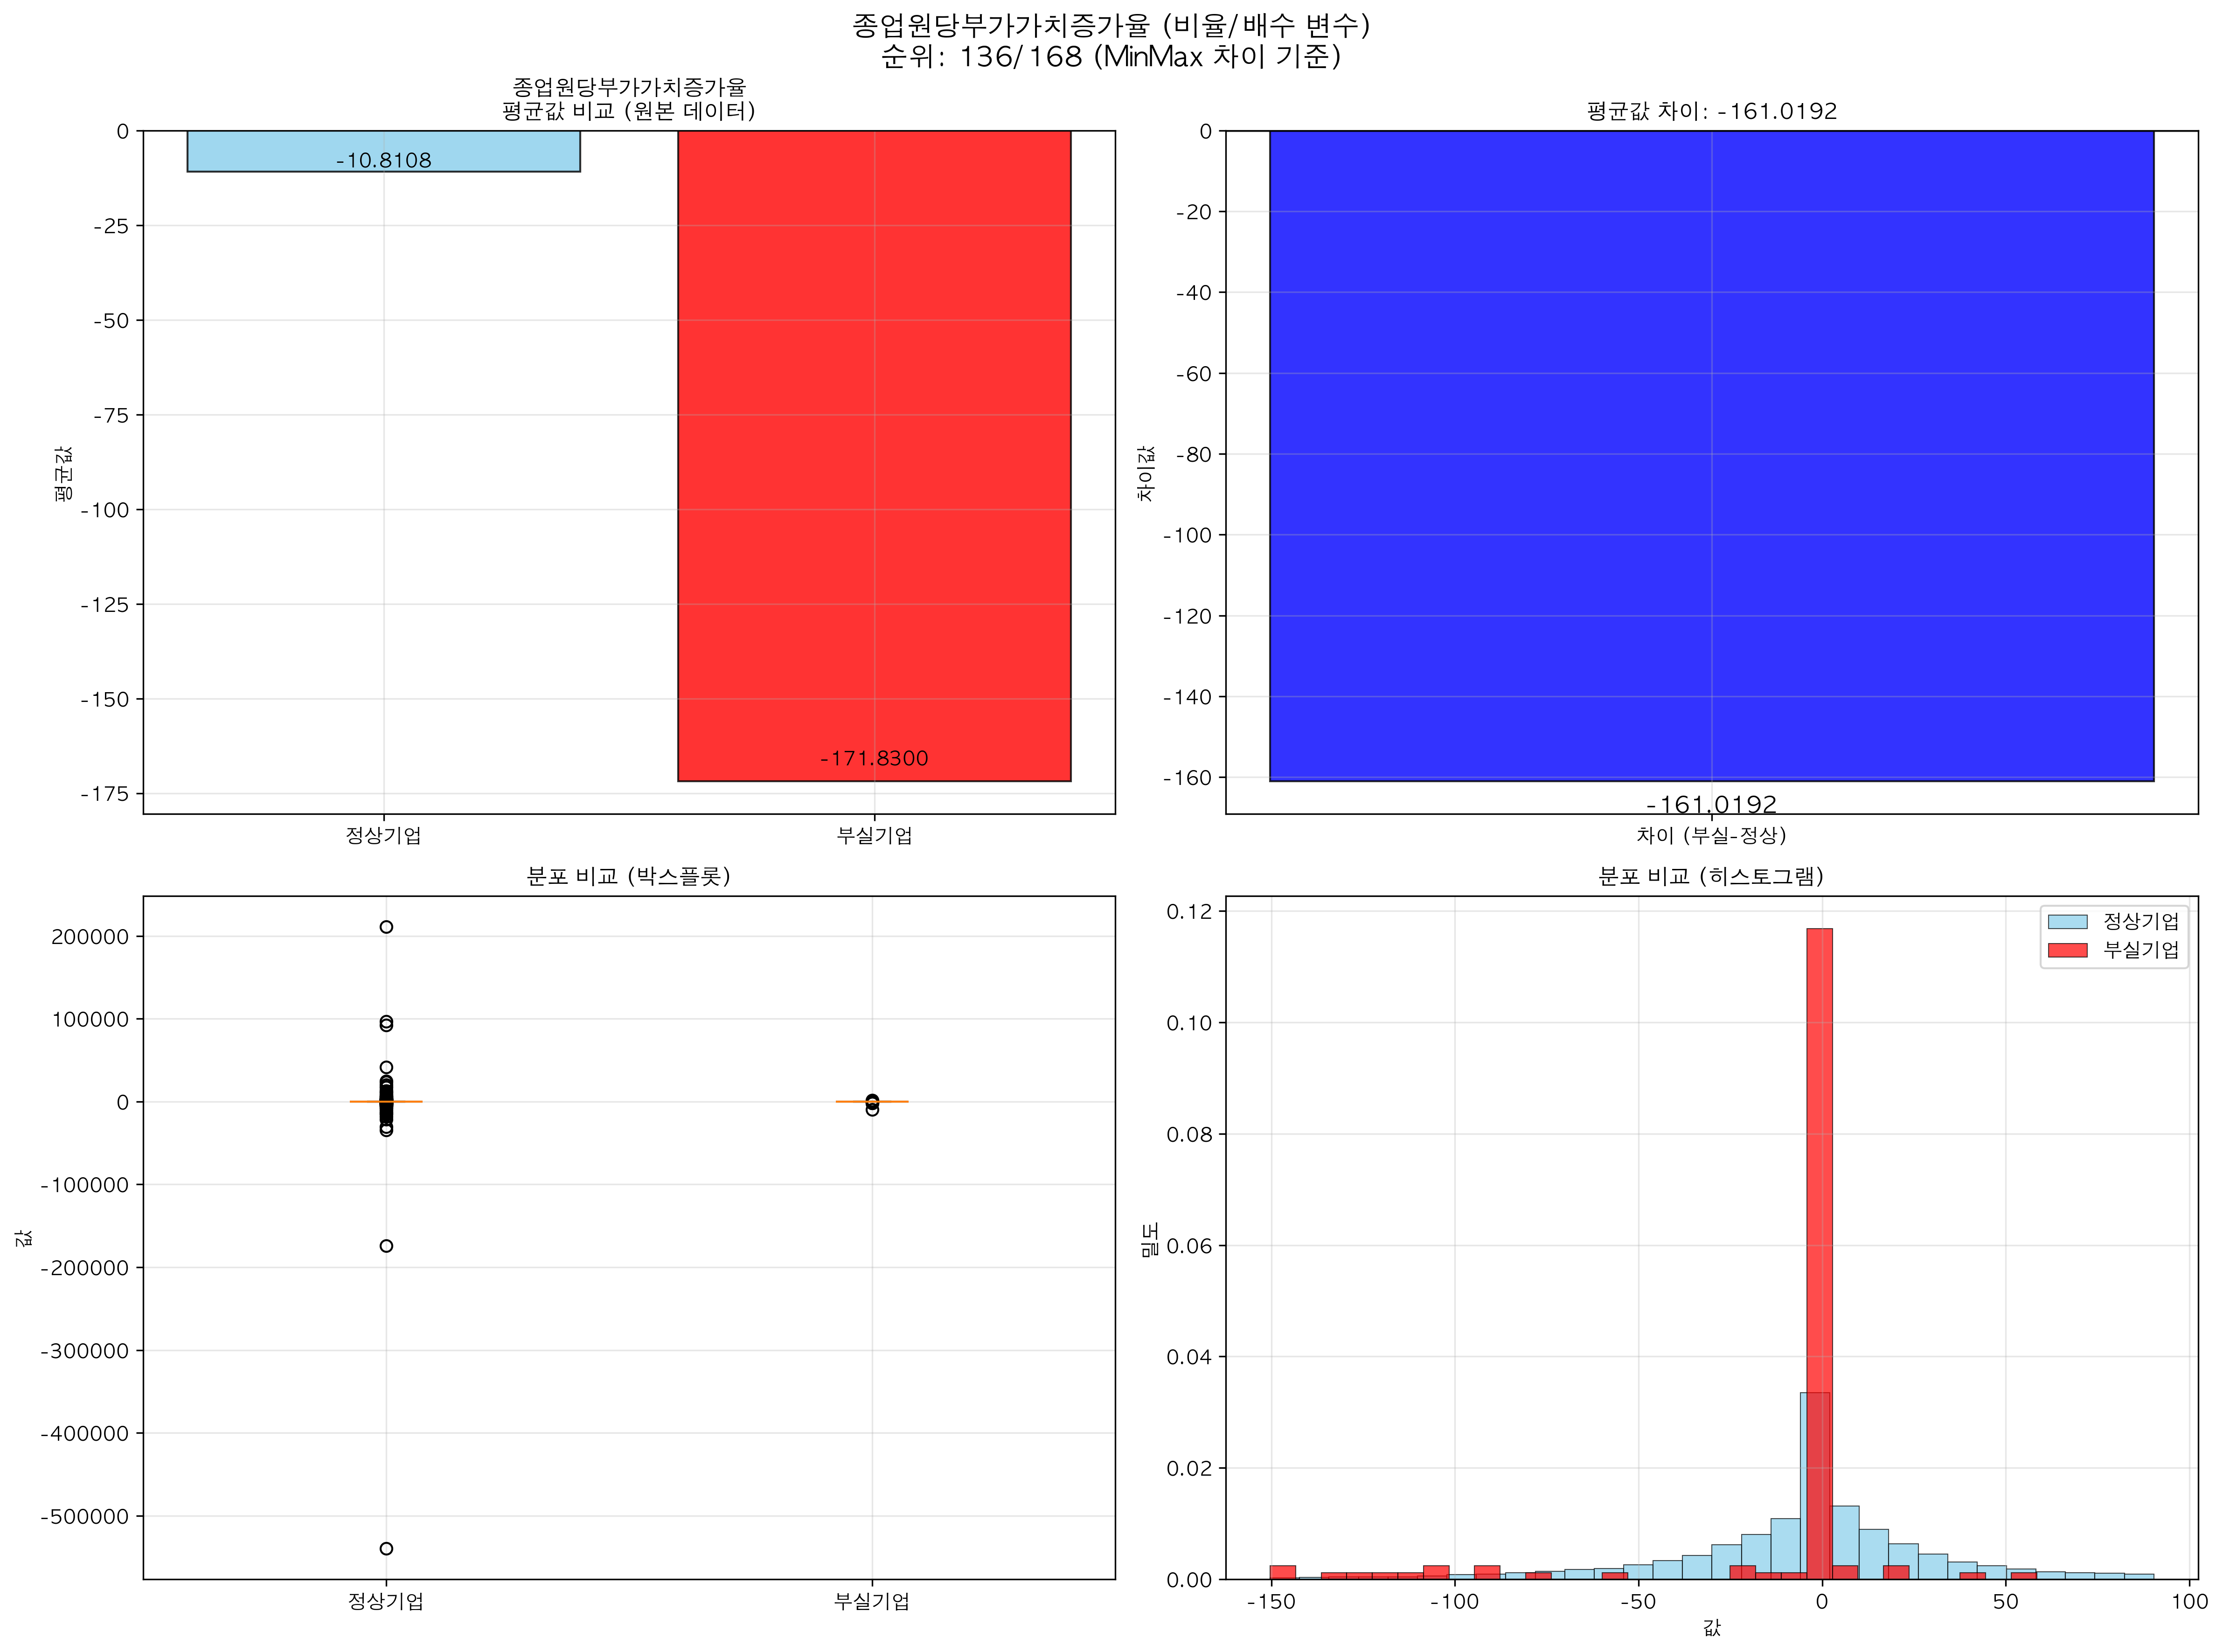 종업원당부가가치증가율 (비율/배수 변수)
순위: 136/168 (MinMax 차이 기준)
종업원당부가가치증가율
평균값 비교 (원본 데이터)
0
-25
-50
-75
-100
-125
-150
-175
평균값
-10.8108
-171.8300
정상기업
부실기업
평균값 차이: -161.0192
0
-20
-40
-60
-80
-100
-120
-140
-160
차이값
-161.0192
차이 (부실-정상)
분포 비교 (박스플롯)
200000
100000
0
-100000
-200000
-300000
-400000
-500000
값
정상기업
부실기업
분포 비교 (히스토그램)
0.12
0.10
0.08
0.06
0.04
0.02
0.00
밀도
정상기업
부실기업
-150
-100
-50
0
50
100
값